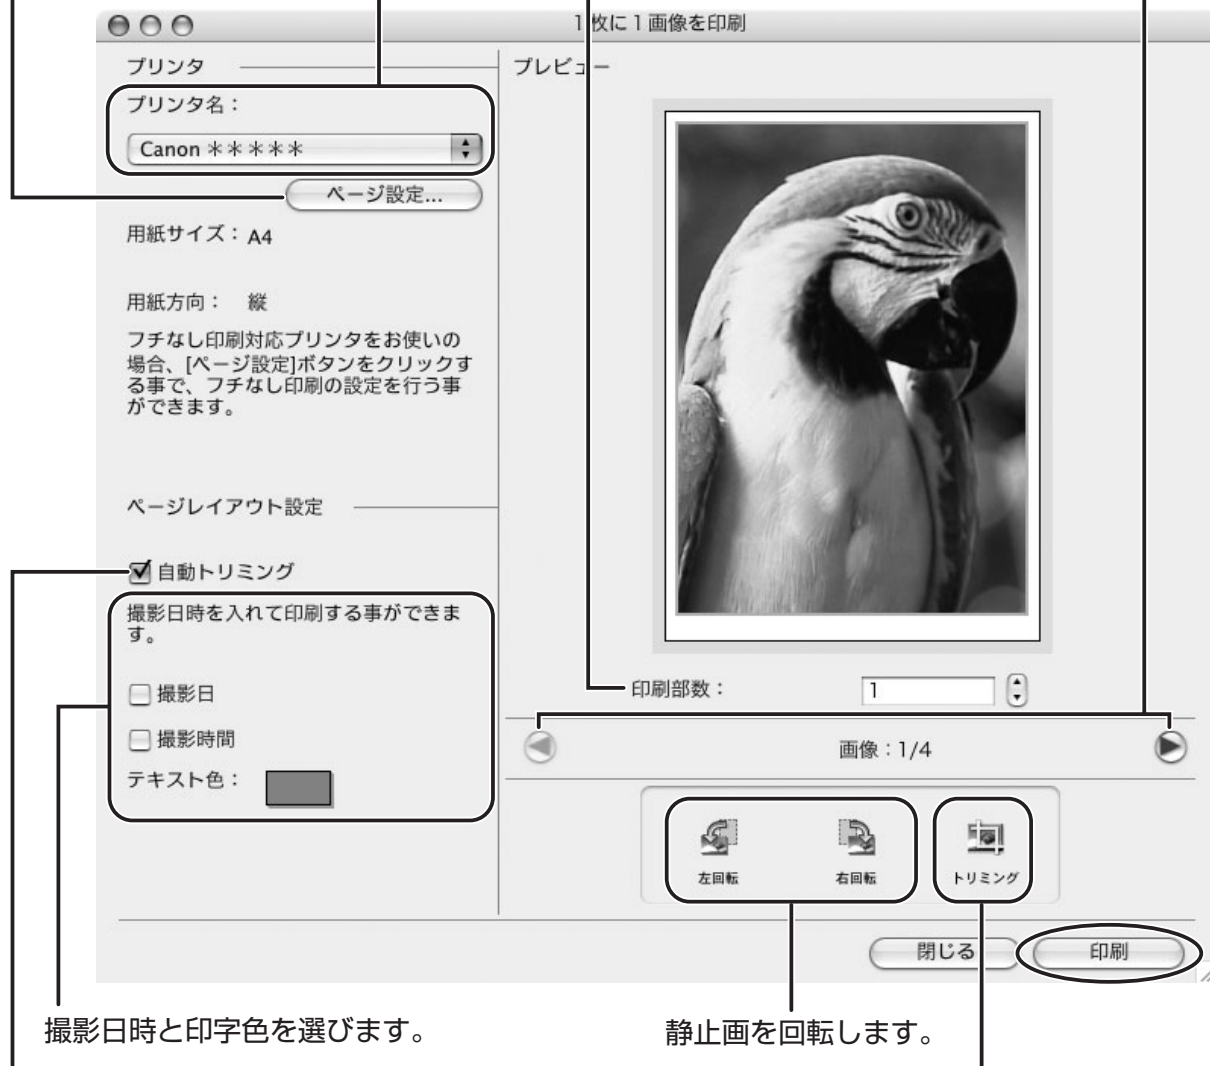 1枚に1画像を印刷
プリンタ
プリンタ名：
Canon ＊＊＊＊＊
ページ設定...
用紙サイズ：A4
用紙方向： 縦
フチなし印刷対応プリンタをお使いの
場合、[ページ設定]ボタンをクリックす
る事で、フチなし印刷の設定を行う事
ができます。
ページレイアウト設定
自動トリミング
撮影日時を入れて印刷する事ができま
す。
撮影日
撮影時間
テキスト色：
プレビュー
印刷部数： 1
画像：1/4
左回転 右回転 トリミング
閉じる 印刷
撮影日時と印字色を選びます。
静止画を回転します。